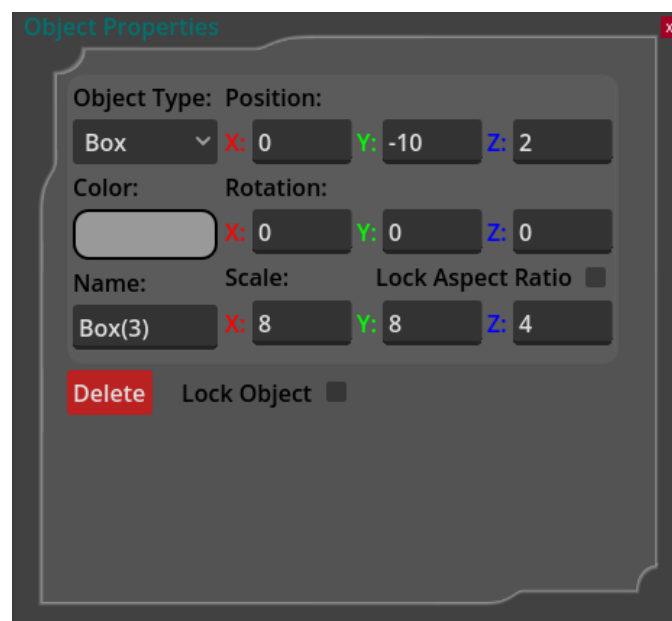 Object Properties
x
Object Type: Position:
Box X: 0 Y: -10 Z: 2
Color: Rotation:
X: 0 Y: 0 Z: 0
Name: Scale: Lock Aspect Ratio
Box(3) X: 8 Y: 8 Z: 4
Delete Lock Object